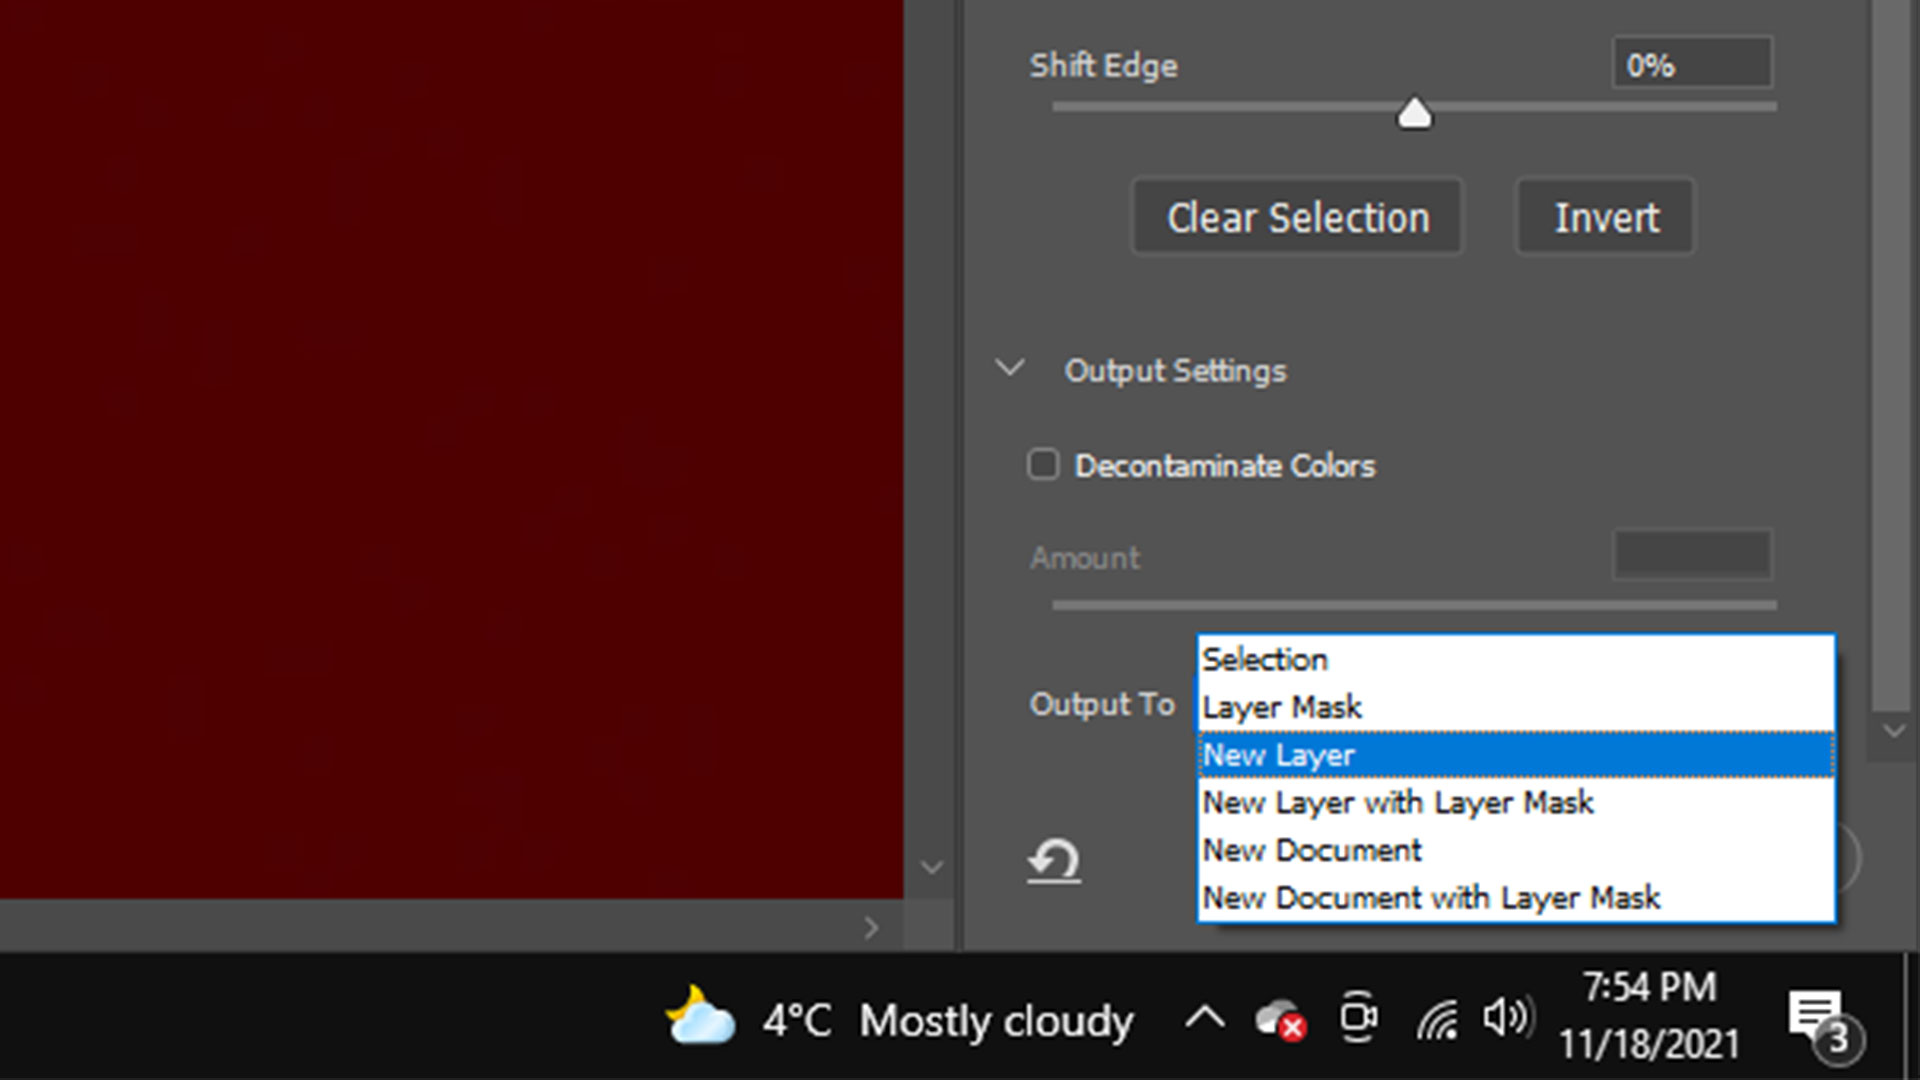 Shift Edge 0%
Clear Selection Invert
Output Settings
Decontaminate Colors
Amount
Output To
Selection
Layer Mask
New Layer
New Layer with Layer Mask
New Document
New Document with Layer Mask
4°C Mostly cloudy
7:54 PM
11/18/2021
3